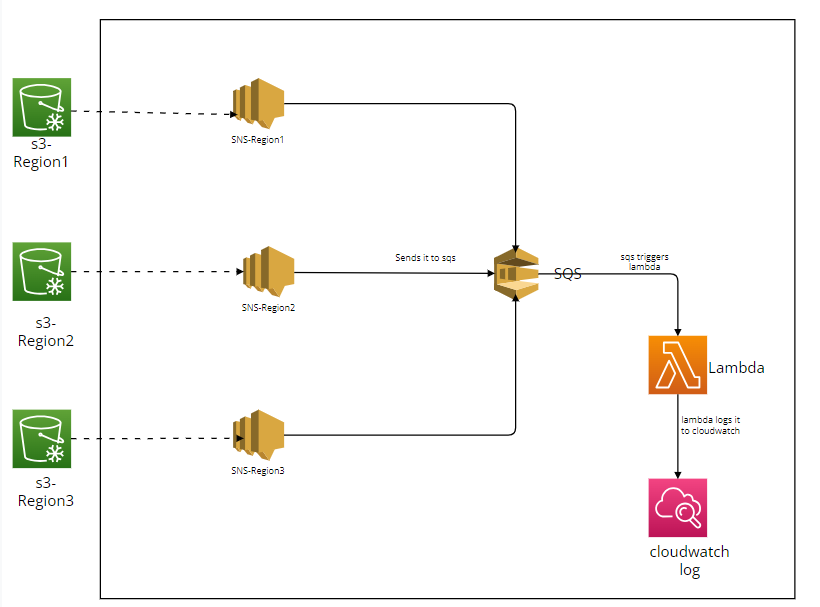 s3-
Region1
SNS-Region1
s3-
Region2
SNS-Region2
Sends it to sqs
SQS
sqs triggers
lambda
Lambda
lambda logs it
to cloudwatch
s3-
Region3
SNS-Region3
cloudwatch
log